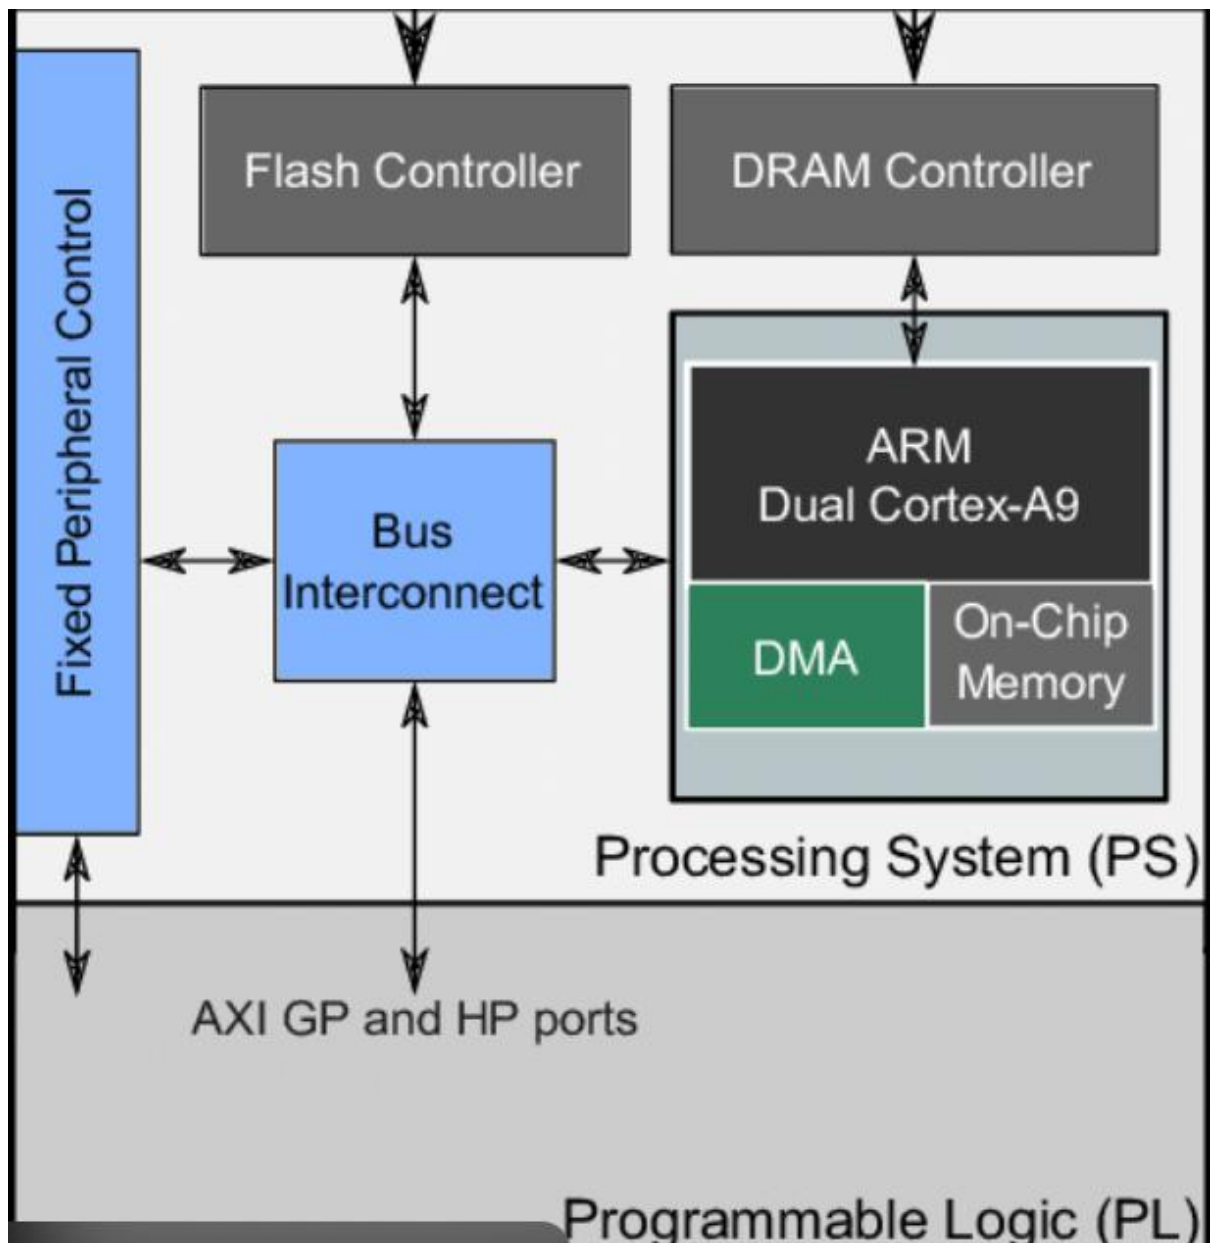 Flash Controller
DRAM Controller
Fixed Peripheral Control
ARM
Dual Cortex-A9
Bus
Interconnect
DMA
On-Chip
Memory
Processing System (PS)
AXI GP and HP ports
Programmable Logic (PL)